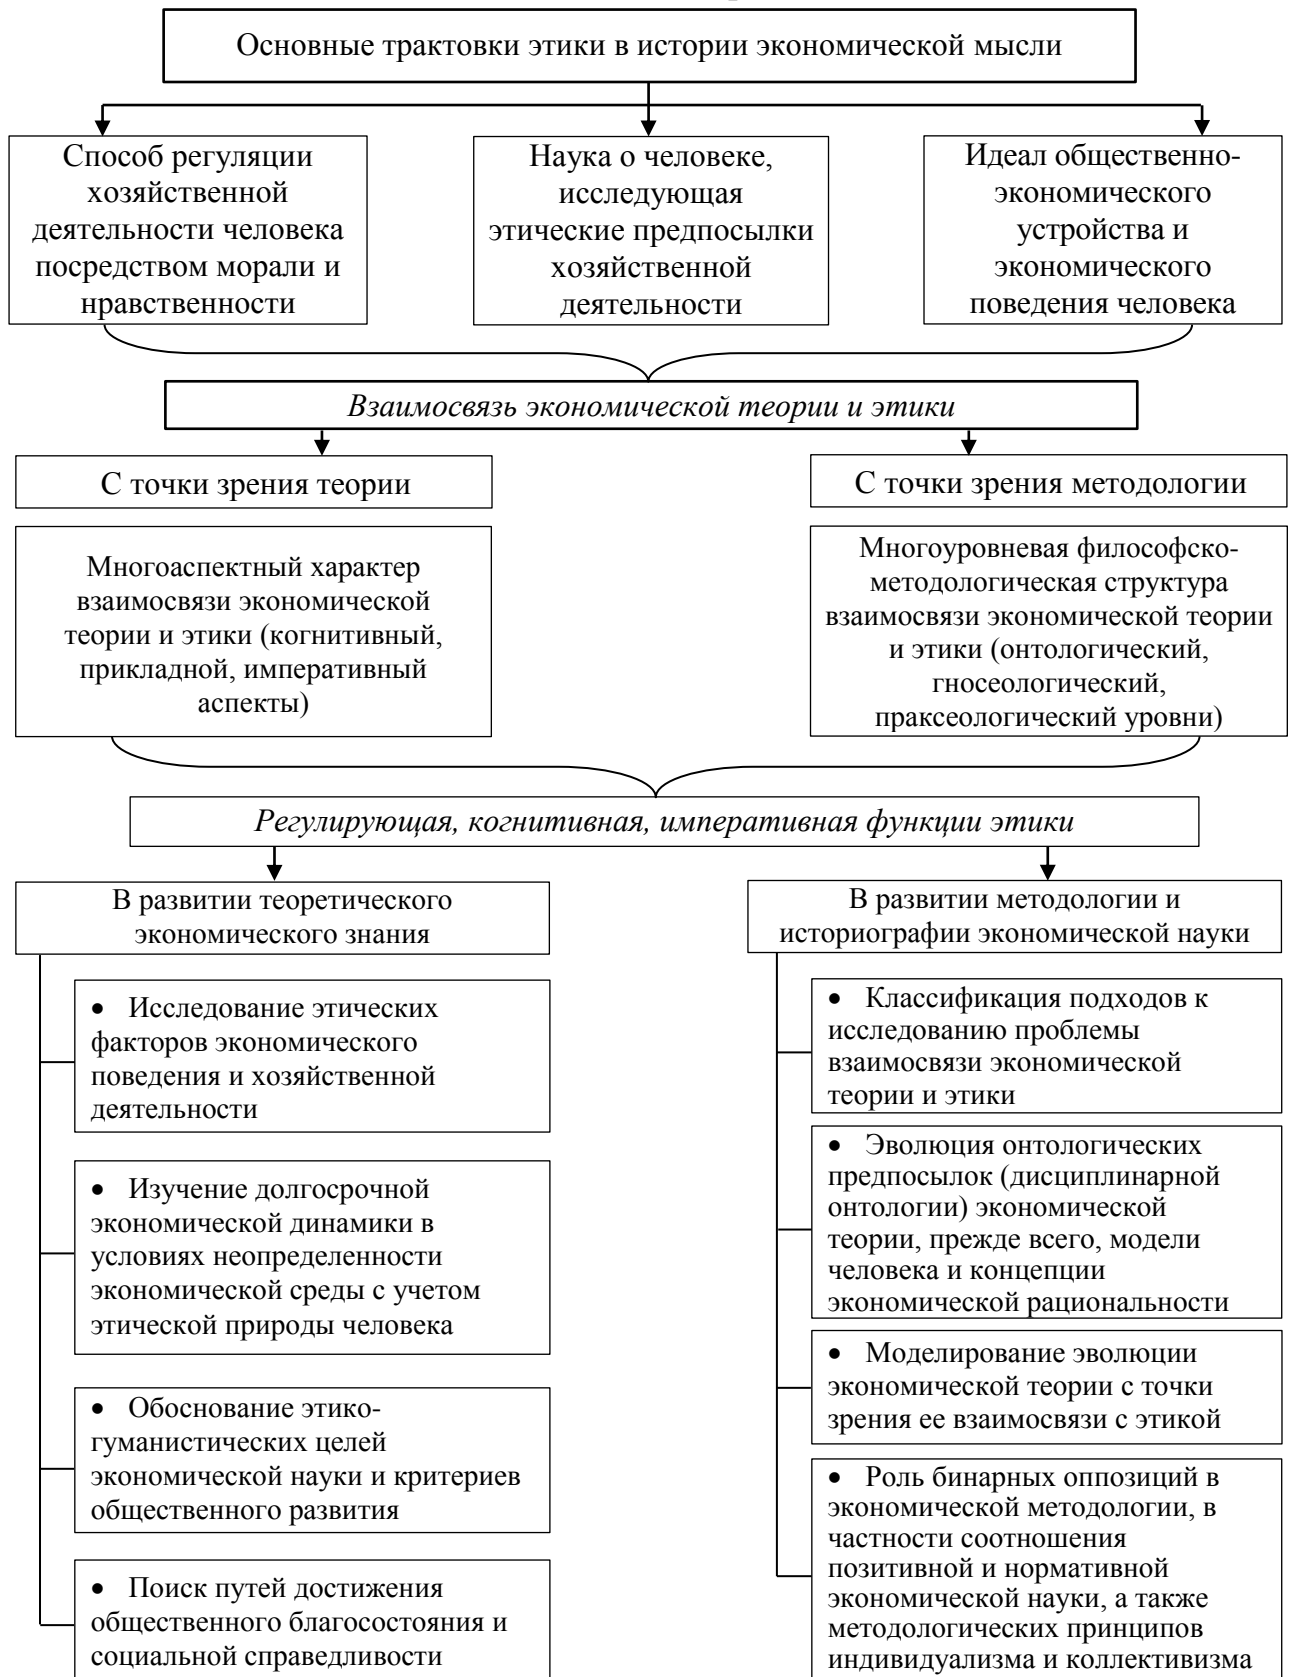 Основные трактовки этики в истории экономической мысли
Способ регуляции
хозяйственной
деятельности человека
посредством морали и
нравственности
Наука о человеке,
исследующая
этические предпосылки
хозяйственной
деятельности
Идеал общественно-
экономического
устройства и
экономического
поведения человека
Взаимосвязь экономической теории и этики
С точки зрения теории
С точки зрения методологии
Многоаспектный характер
взаимосвязи экономической
теории и этики (когнитивный,
прикладной, императивный
аспекты)
Многоуровневая философско-
методологическая структура
взаимосвязи экономической теории
и этики (онтологический,
гносеологический,
праксеологический уровни)
Регулирующая, когнитивная, императивная функции этики
В развитии теоретического
экономического знания
• Исследование этических
факторов экономического
поведения и хозяйственной
деятельности
• Изучение долгосрочной
экономической динамики в
условиях неопределенности
экономической среды с учетом
этической природы человека
• Обоснование этико-
гуманистических целей
экономической науки и критериев
общественного развития
• Поиск путей достижения
общественного благосостояния и
социальной справедливости
В развитии методологии и
историографии экономической науки
• Классификация подходов к
исследованию проблемы
взаимосвязи экономической
теории и этики
• Эволюция онтологических
предпосылок (дисциплинарной
онтологии) экономической
теории, прежде всего, модели
человека и концепции
экономической рациональности
• Моделирование эволюции
экономической теории с точки
зрения ее взаимосвязи с этикой
• Роль бинарных оппозиций в
экономической методологии, в
частности соотношения
позитивной и нормативной
экономической науки, а также
методологических принципов
индивидуализма и коллективизма